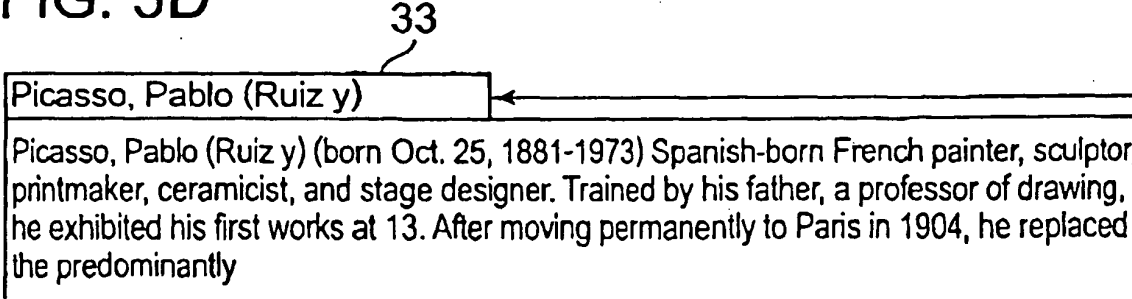 FIG. 5D
33
Picasso, Pablo (Ruiz y)
Picasso, Pablo (Ruiz y) (born Oct. 25, 1881-1973) Spanish-born French painter, sculptor
printmaker, ceramicist, and stage designer. Trained by his father, a professor of drawing,
he exhibited his first works at 13. After moving permanently to Paris in 1904, he replaced
the predominantly